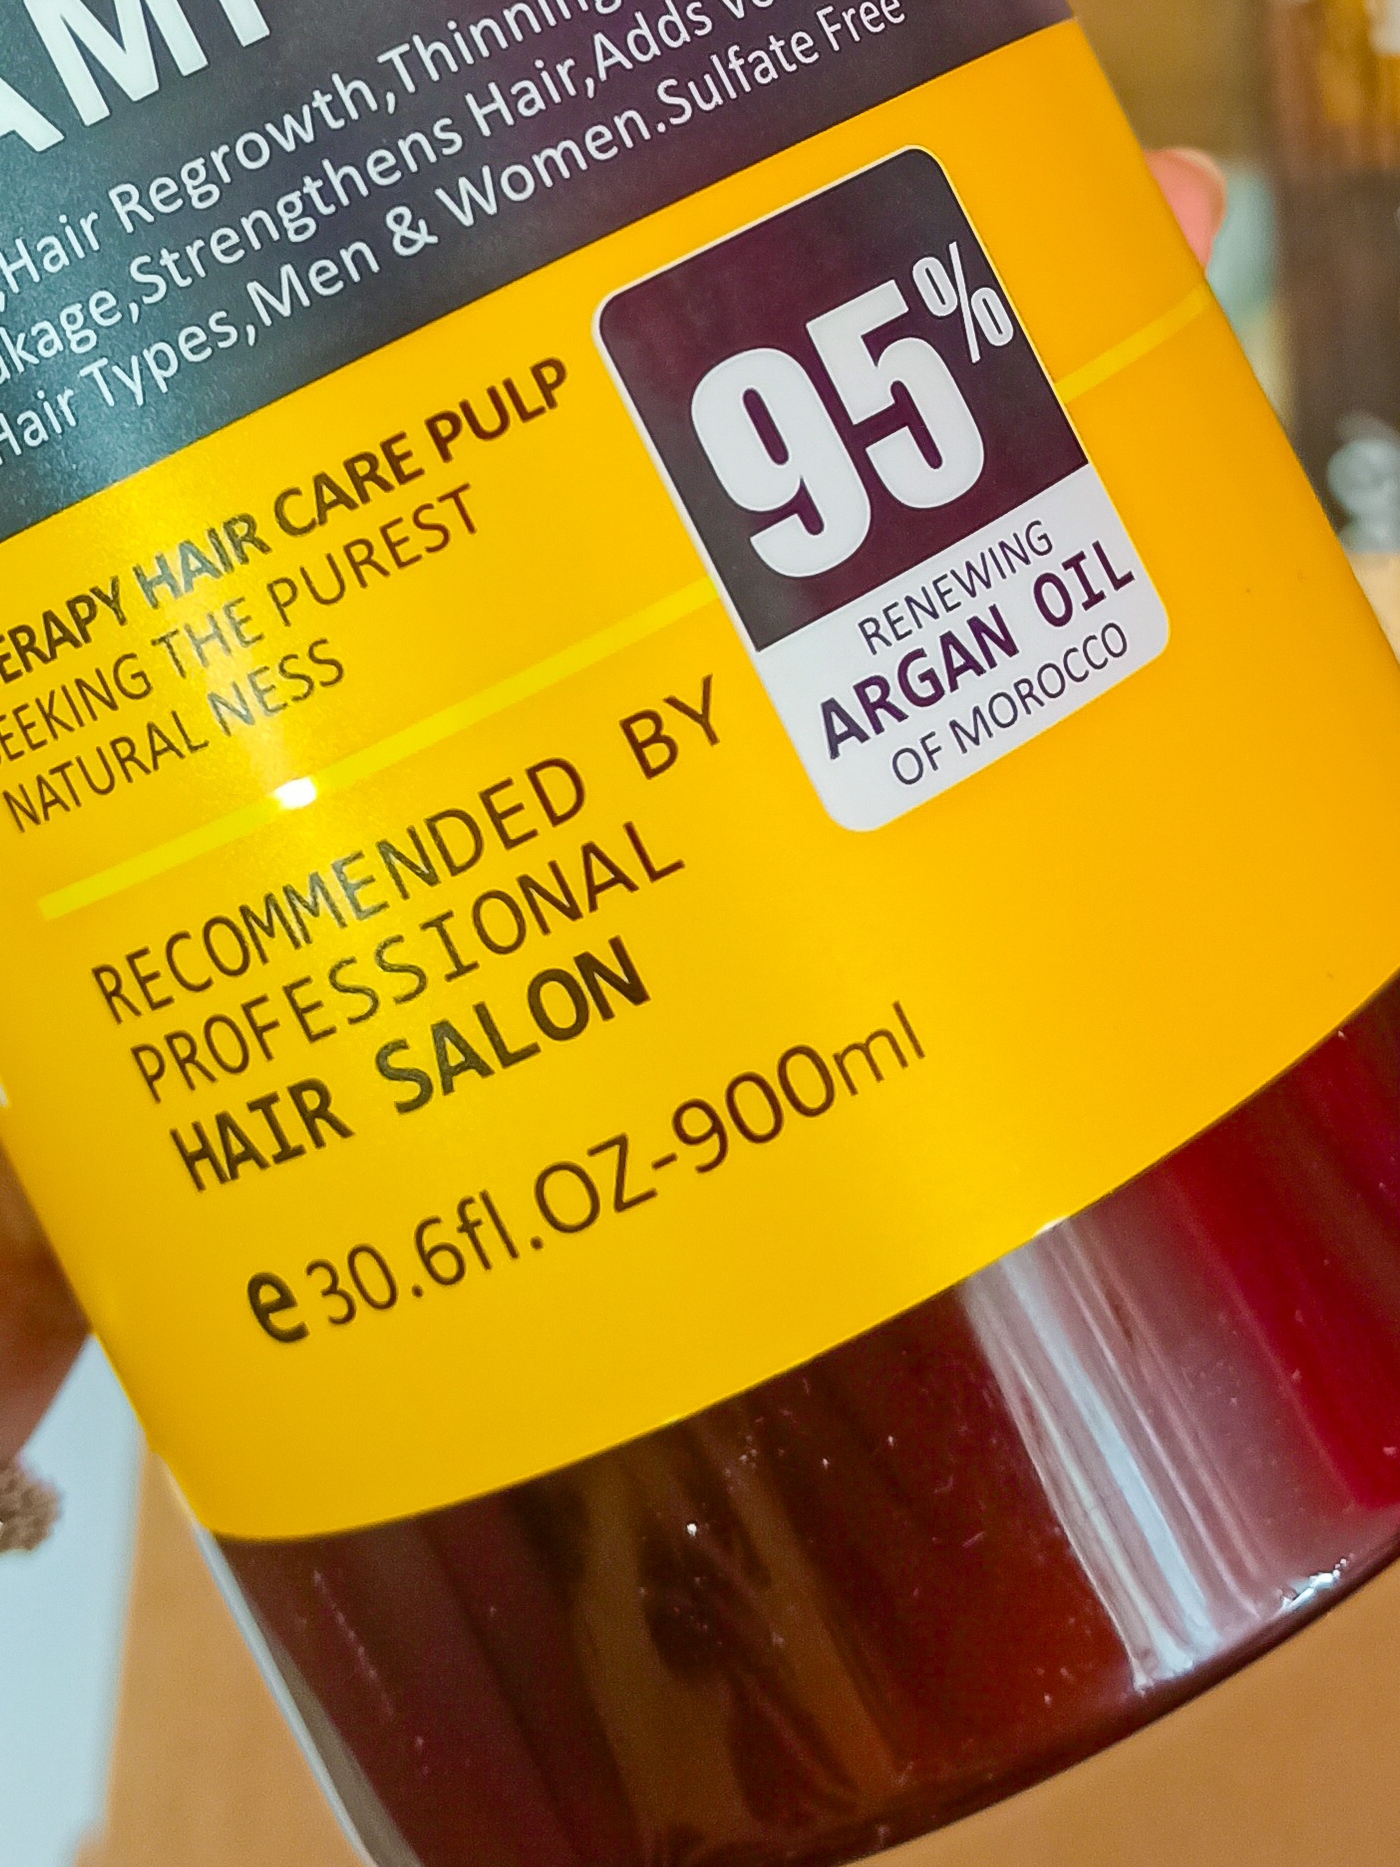 Hair Regrowth,Thinning
Strengthens Hair,Adds
Hair Types,Men & Women.Sulfate Free
HAIR CARE PULP
THE PUREST
NATURAL NESS
95%
RENEWING
ARGAN OIL
OF MOROCCO
RECOMMENDED BY
PROFESSIONAL
HAIR SALON
e30.6fl.OZ-900ml